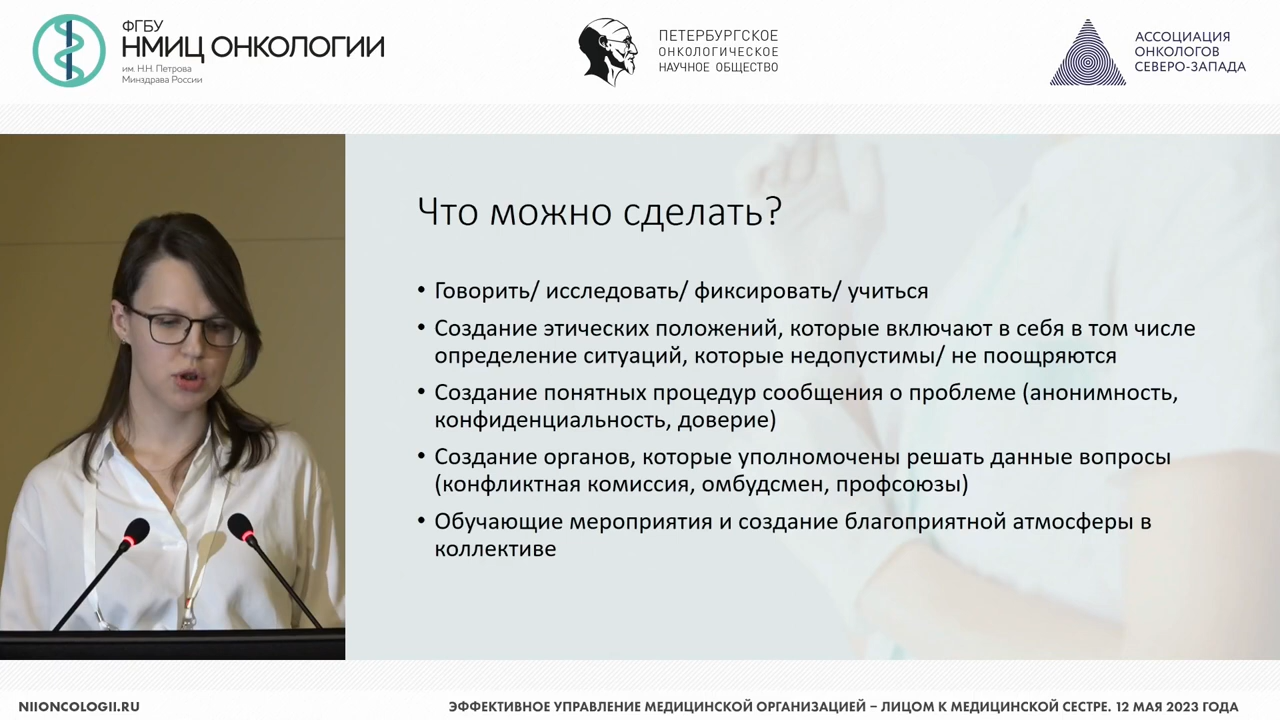 ФГБУ
НМИЦ ОНКОЛОГИИ
им. Н.Н. Петрова
Минздрава России
ПЕТЕРБУРГСКОЕ
ОНКОЛОГИЧЕСКОЕ
НАУЧНОЕ ОБЩЕСТВО
АССОЦИАЦИЯ
ОНКОЛОГОВ
СЕВЕРО-ЗАПАДА
Что можно сделать?
• Говорить/ исследовать/ фиксировать/ учиться
• Создание этических положений, которые включают в себя в том числе
определение ситуаций, которые недопустимы/ не поощряются
• Создание понятных процедур сообщения о проблеме (анонимность,
конфиденциальность, доверие)
• Создание органов, которые уполномочены решать данные вопросы
(конфликтная комиссия, омбудсмен, профсоюзы)
• Обучающие мероприятия и создание благоприятной атмосферы в
коллективе
NIIONCOLOGII.RU
ЭФФЕКТИВНОЕ УПРАВЛЕНИЕ МЕДИЦИНСКОЙ ОРГАНИЗАЦИЕЙ – ЛИЦОМ К МЕДИЦИНСКОЙ СЕСТРЕ. 12 МАЯ 2023 ГОДА